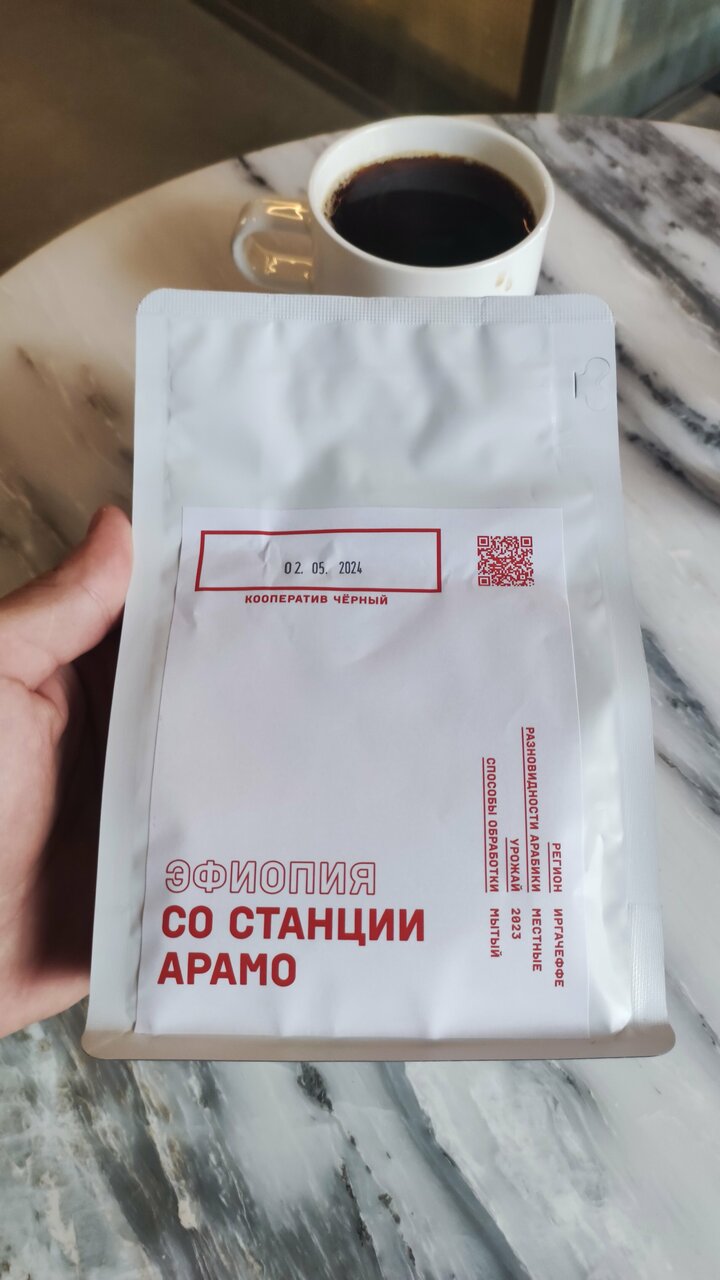 02. 05. 2024
КООПЕРАТИВ ЧЁРНЫЙ
ЭФИОПИЯ
СО СТАНЦИИ
АРАМО
РЕГИОН ИРГАЧЕФФЕ
РАЗНОВИДНОСТИ АРАБИКИ МЕСТНЫЕ
УРОЖАЙ 2023
СПОСОБЫ ОБРАБОТКИ МЫТЫЙ